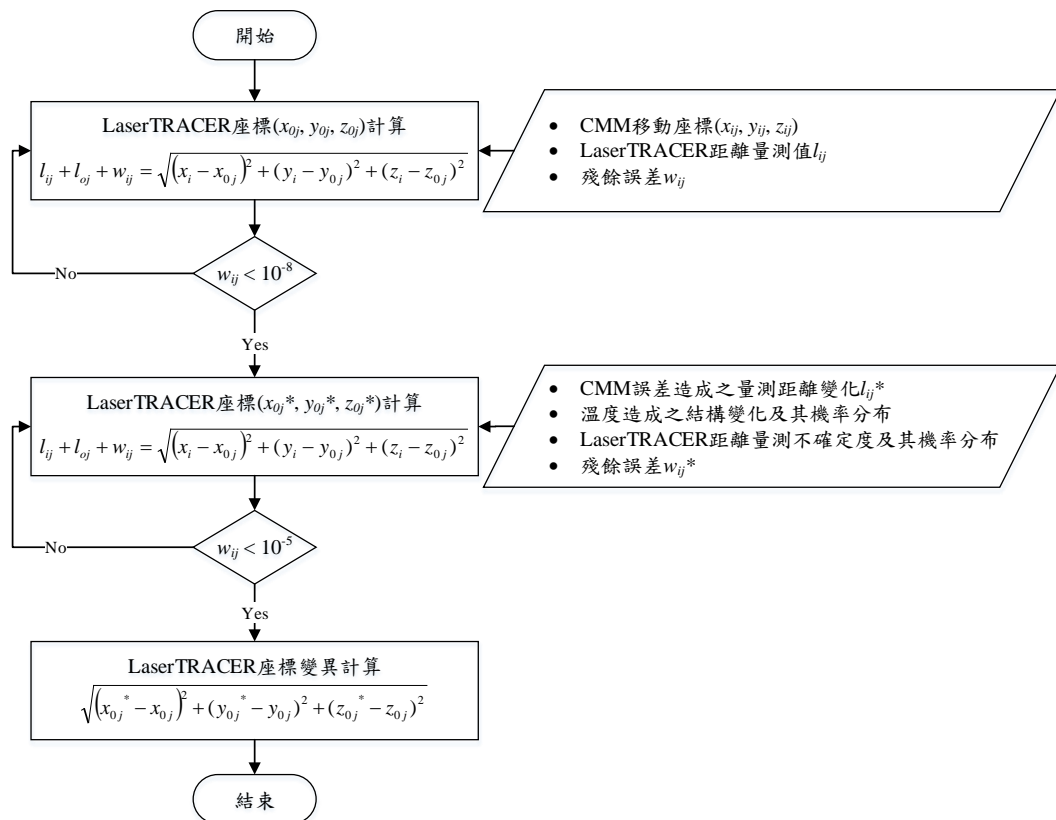 開始
LaserTRACER座標(x₀ⱼ, y₀ⱼ, z₀ⱼ)計算
lᵢⱼ + lₒⱼ + wᵢⱼ = √((xᵢ − x₀ⱼ)² + (yᵢ − y₀ⱼ)² + (zᵢ − z₀ⱼ)²)
• CMM移動座標(xᵢⱼ, yᵢⱼ, zᵢⱼ)
• LaserTRACER距離量測值lᵢⱼ
• 殘餘誤差wᵢⱼ
wᵢⱼ < 10⁻⁸
No
Yes
LaserTRACER座標(x₀ⱼ*, y₀ⱼ*, z₀ⱼ*)計算
lᵢⱼ + lₒⱼ + wᵢⱼ = √((xᵢ − x₀ⱼ)² + (yᵢ − y₀ⱼ)² + (zᵢ − z₀ⱼ)²)
• CMM誤差造成之量測距離變化lᵢⱼ*
• 溫度造成之結構變化及其機率分布
• LaserTRACER距離量測不確定度及其機率分布
• 殘餘誤差wᵢⱼ*
wᵢⱼ < 10⁻⁵
No
Yes
LaserTRACER座標變異計算
√((x₀ⱼ* − x₀ⱼ)² + (y₀ⱼ* − y₀ⱼ)² + (z₀ⱼ* − z₀ⱼ)²)
結束